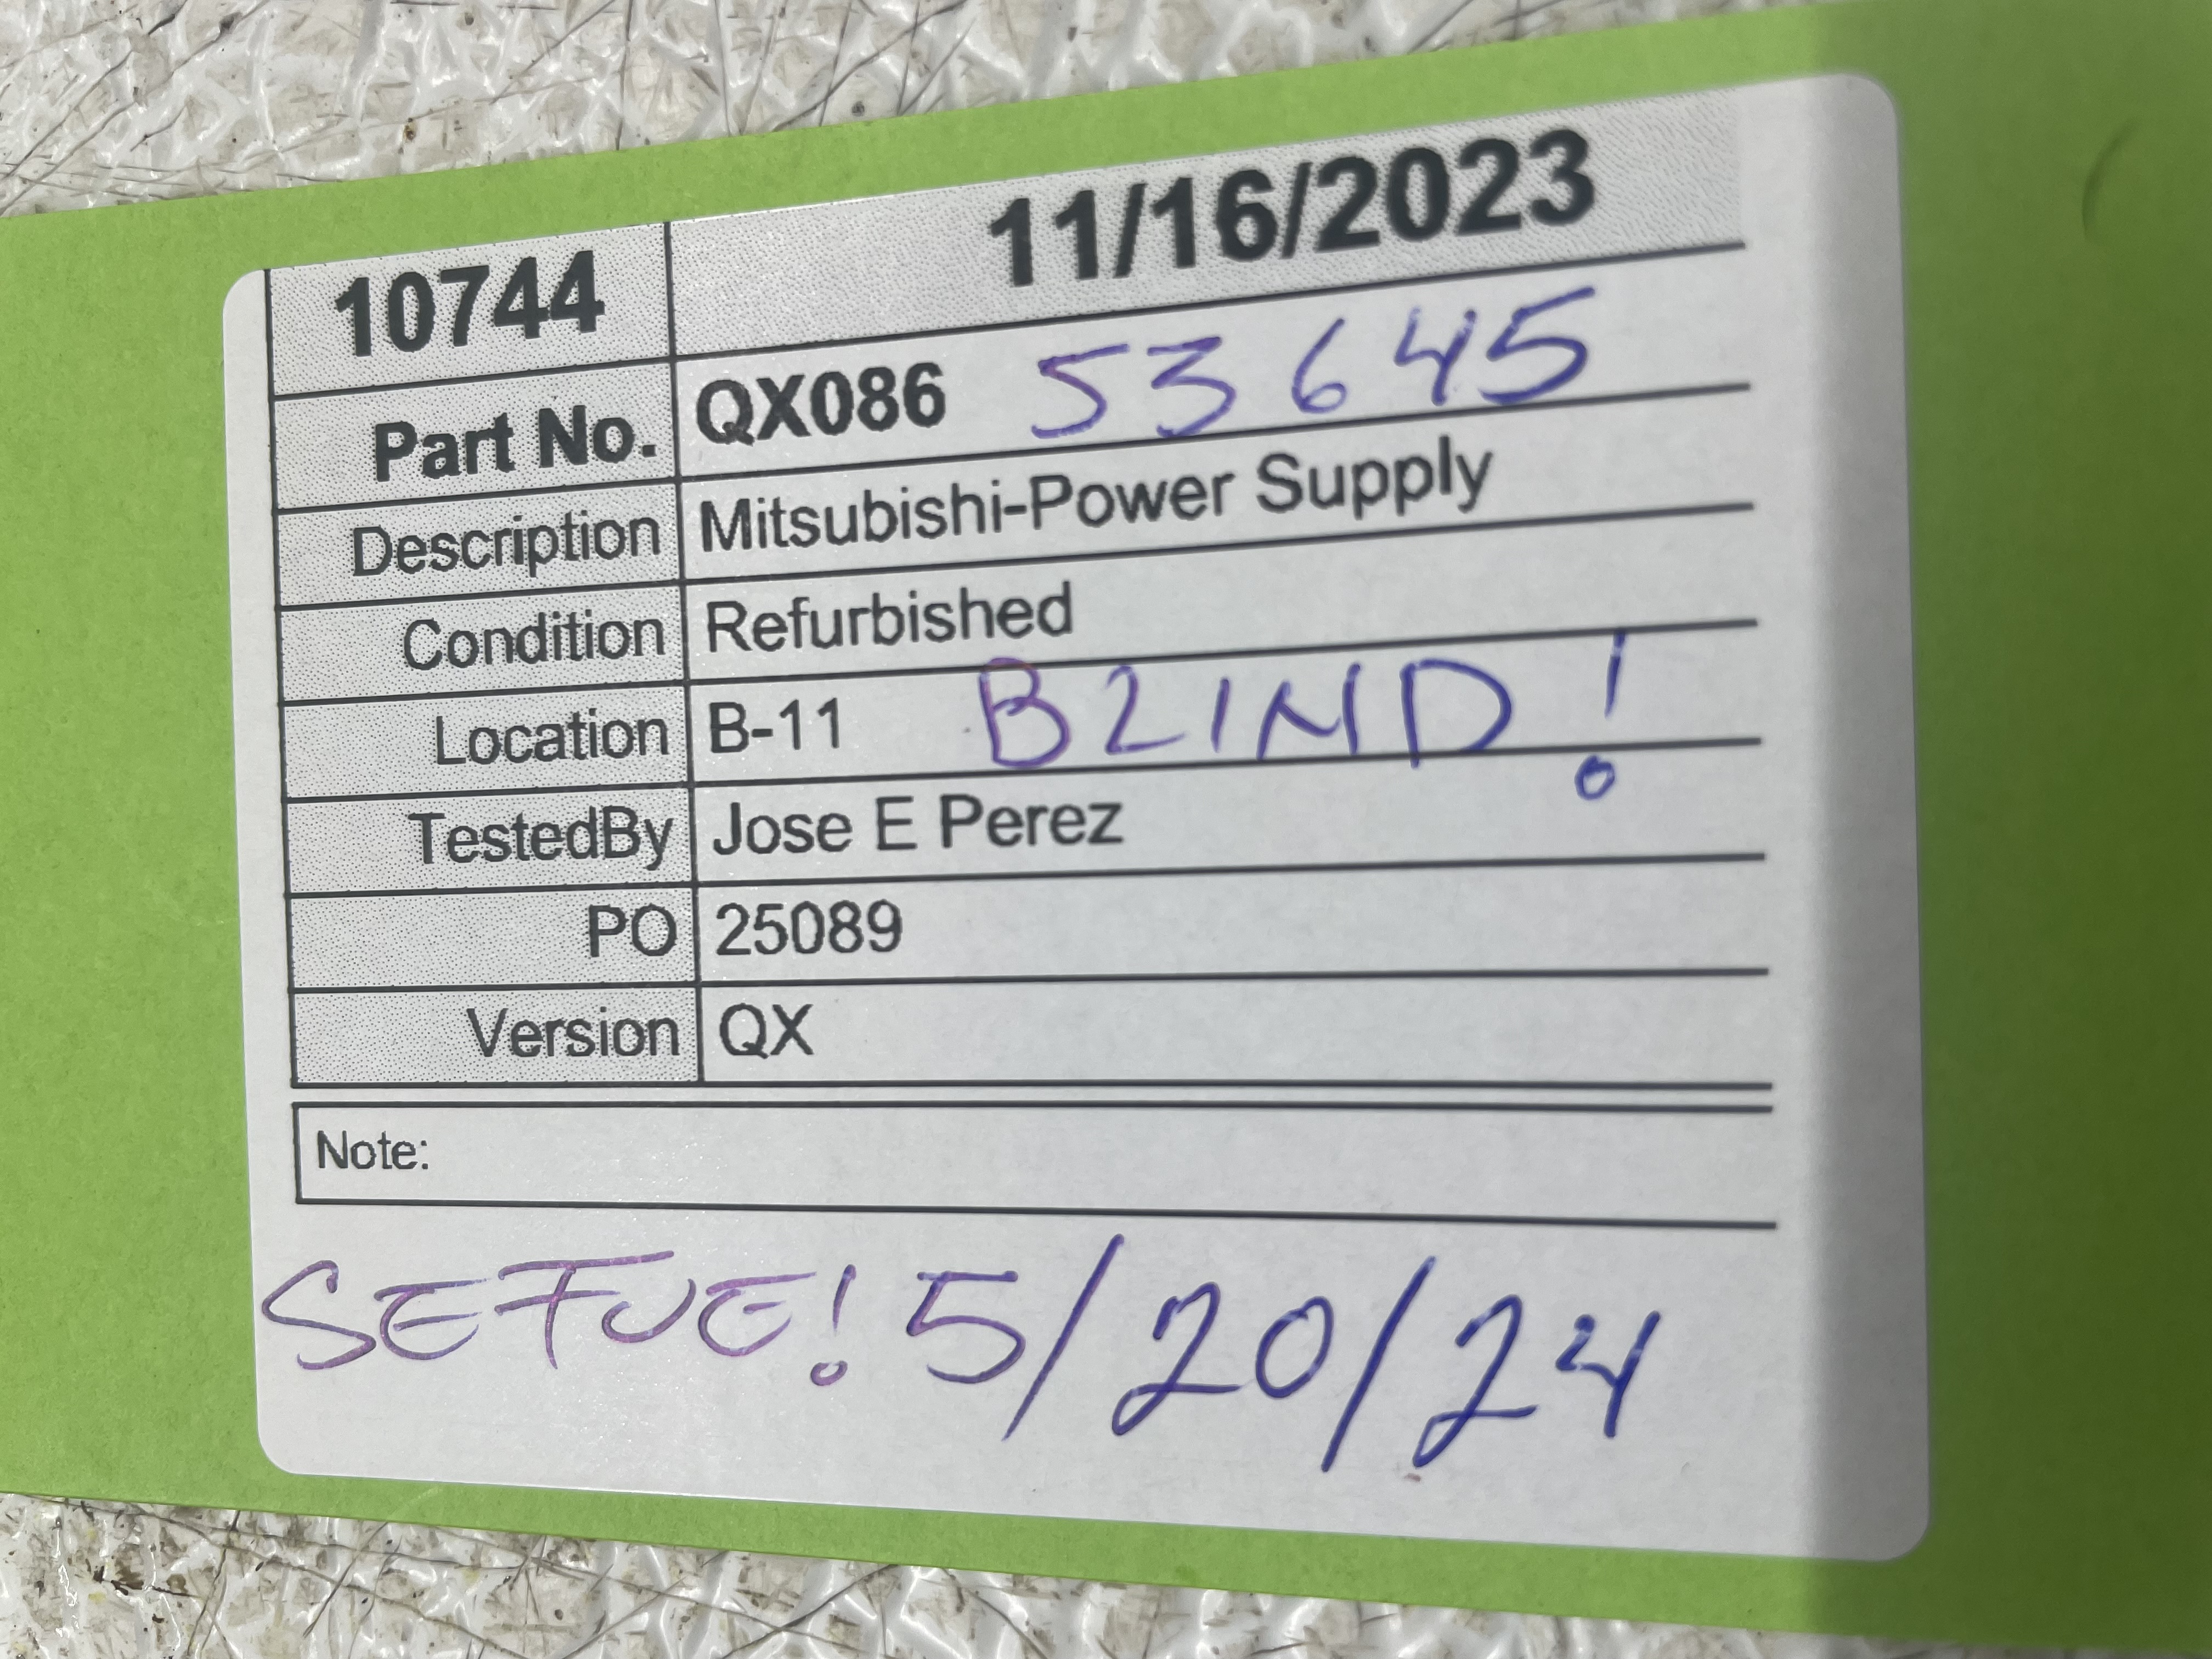 10744 11/16/2023
Part No. QX086 53645
Description Mitsubishi-Power Supply
Condition Refurbished
Location B-11 BLIND!
TestedBy Jose E Perez
PO 25089
Version QX
Note:
SEFUE! 5/20/24